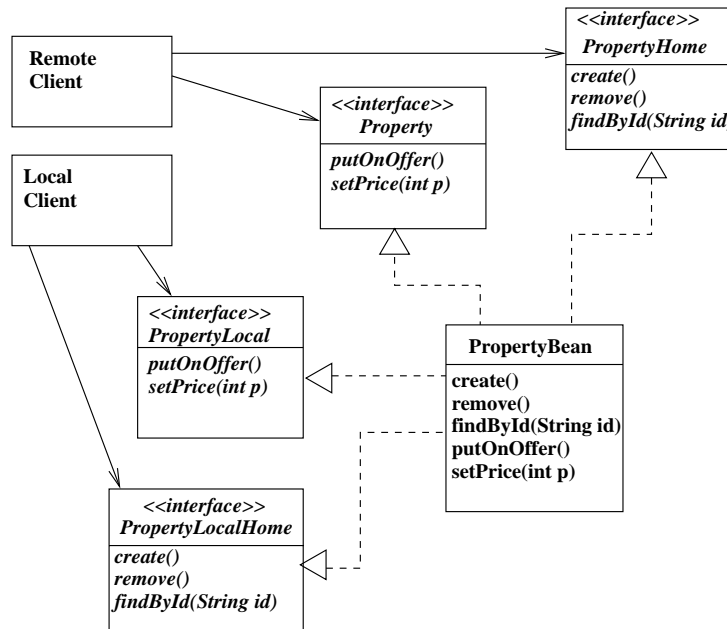 Remote
Client
<<interface>>
PropertyHome
create()
remove()
findById(String id
<<interface>>
Property
putOnOffer()
setPrice(int p)
Local
Client
<<interface>>
PropertyLocal
putOnOffer()
setPrice(int p)
PropertyBean
create()
remove()
findById(String id)
putOnOffer()
setPrice(int p)
<<interface>>
PropertyLocalHome
create()
remove()
findById(String id)